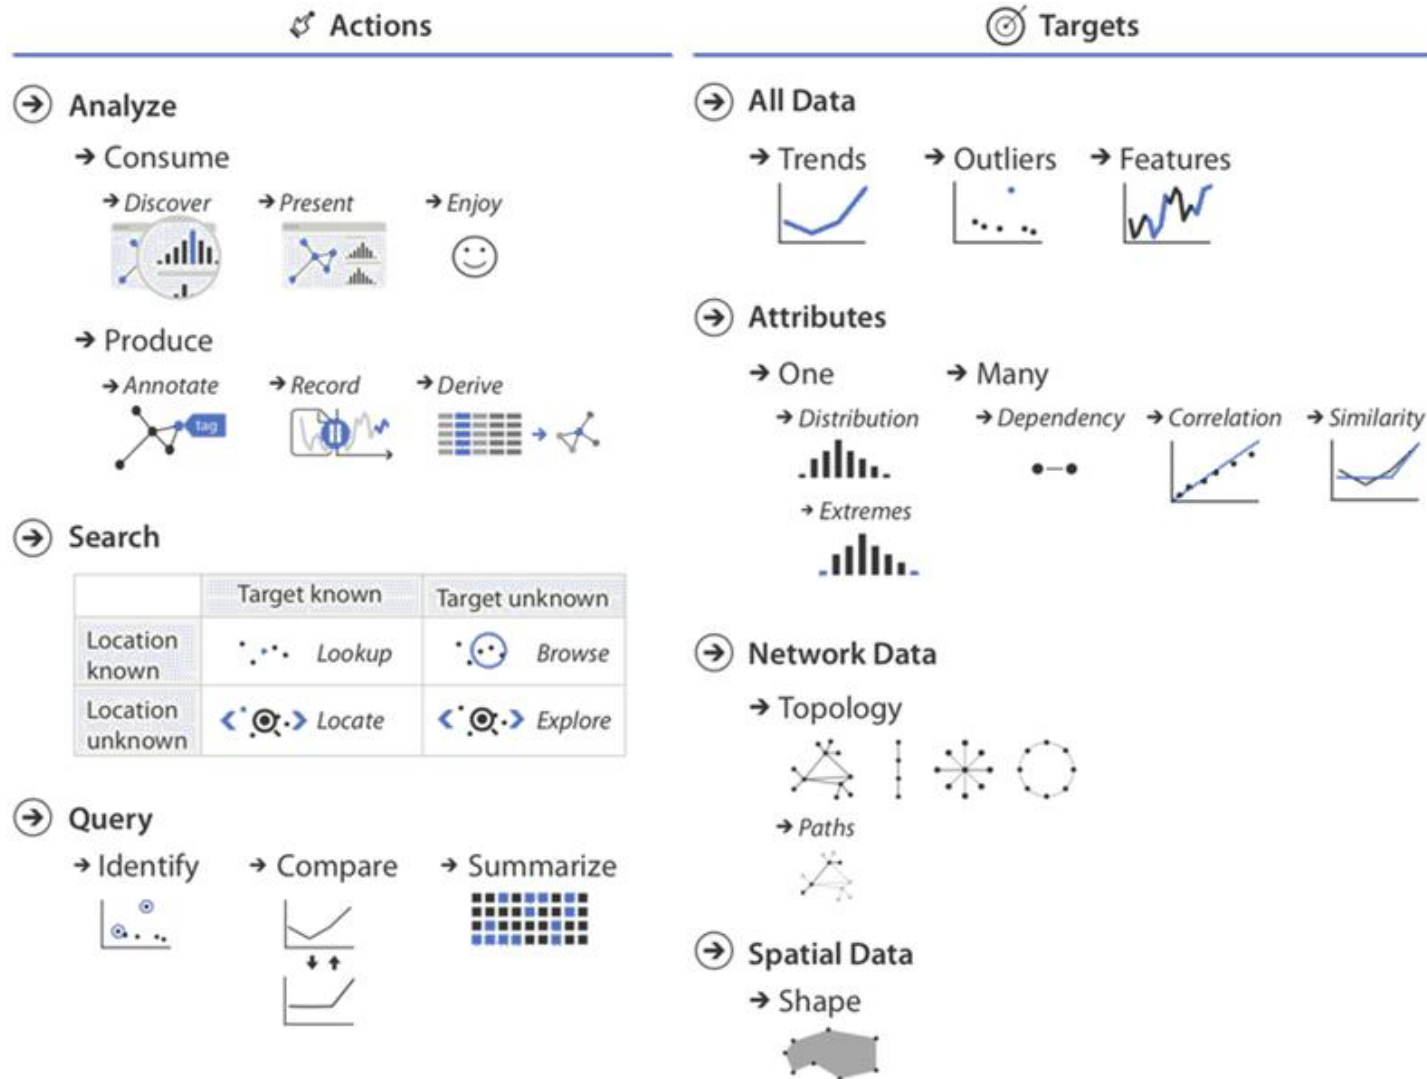 Actions
Analyze
Consume
Discover
Present
Enjoy
Produce
Annotate
Record
Derive
tag
Search
Target known
Target unknown
Location known
Lookup
Browse
Location unknown
Locate
Explore
Query
Identify
Compare
Summarize
Targets
All Data
Trends
Outliers
Features
Attributes
One
Many
Distribution
Dependency
Correlation
Similarity
Extremes
Network Data
Topology
Paths
Spatial Data
Shape